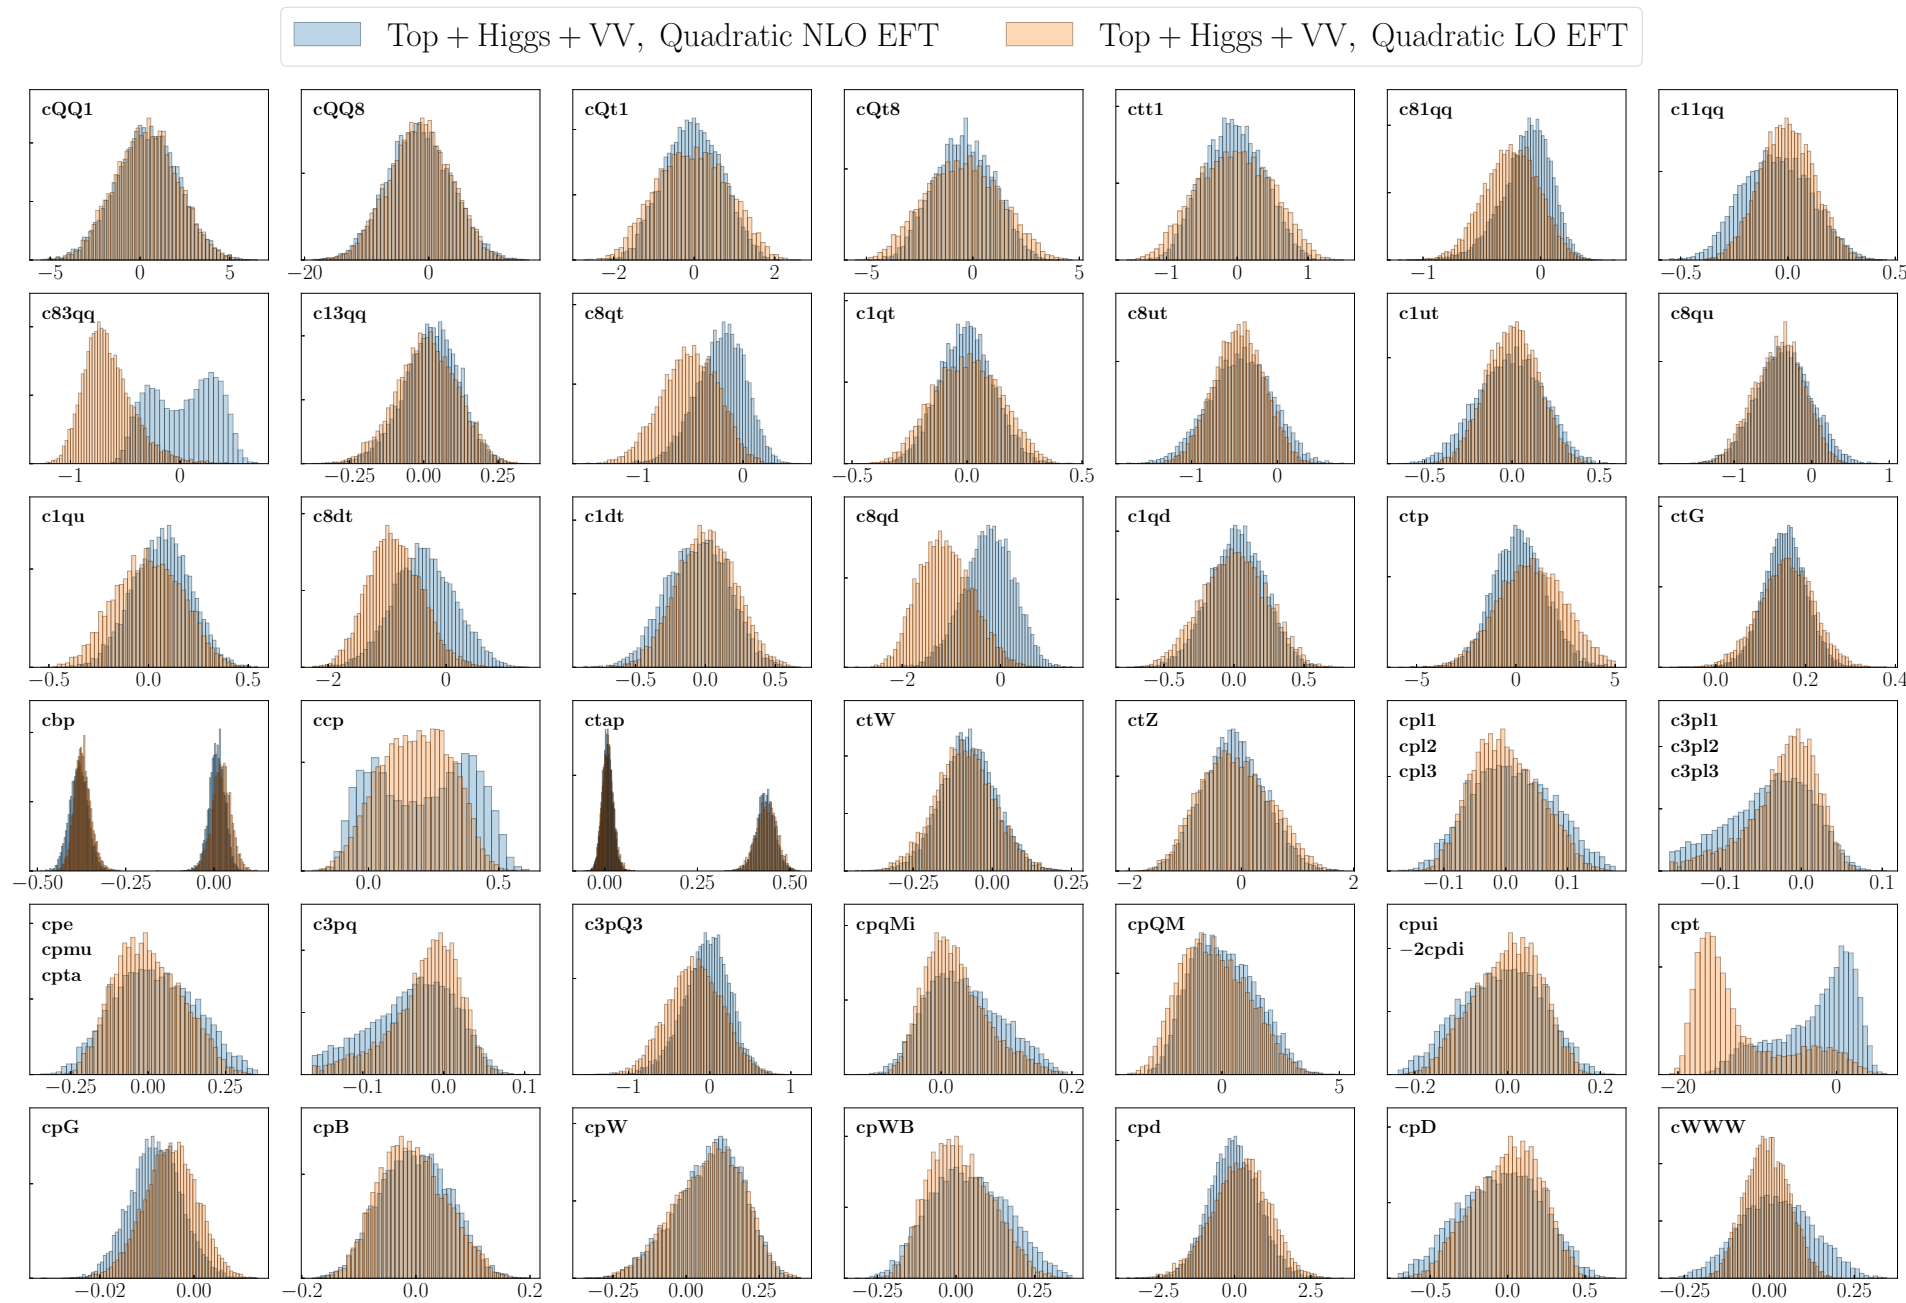 Top + Higgs + VV, Quadratic NLO EFT
Top + Higgs + VV, Quadratic LO EFT
cQQ1
−5 0 5
cQQ8
−20 0
cQt1
−2 0 2
cQt8
−5 0 5
ctt1
−1 0 1
c81qq
−1 0
c11qq
−0.5 0.0 0.5
c83qq
−1 0
c13qq
−0.25 0.00 0.25
c8qt
−1 0
c1qt
−0.5 0.0 0.5
c8ut
−1 0
c1ut
−0.5 0.0 0.5
c8qu
−1 0 1
c1qu
−0.5 0.0 0.5
c8dt
−2 0
c1dt
−0.5 0.0 0.5
c8qd
−2 0
c1qd
−0.5 0.0 0.5
ctp
−5 0 5
ctG
0.0 0.2 0.4
cbp
−0.50 −0.25 0.00
ccp
0.0 0.5
ctap
0.00 0.25 0.50
ctW
−0.25 0.00 0.25
ctZ
−2 0 2
cpl1
cpl2
cpl3
−0.1 0.0 0.1
c3pl1
c3pl2
c3pl3
−0.1 0.0 0.1
cpe
cpmu
cpta
−0.25 0.00 0.25
c3pq
−0.1 0.0 0.1
c3pQ3
−1 0 1
cpqMi
0.0 0.2
cpQM
0 5
cpui
−2cpdi
−0.2 0.0 0.2
cpt
−20 0
cpG
−0.02 0.00
cpB
−0.2 0.0 0.2
cpW
−0.25 0.00 0.25
cpWB
−0.25 0.00 0.25
cpd
−2.5 0.0 2.5
cpD
−0.5 0.0 0.5
cWWW
−0.25 0.00 0.25